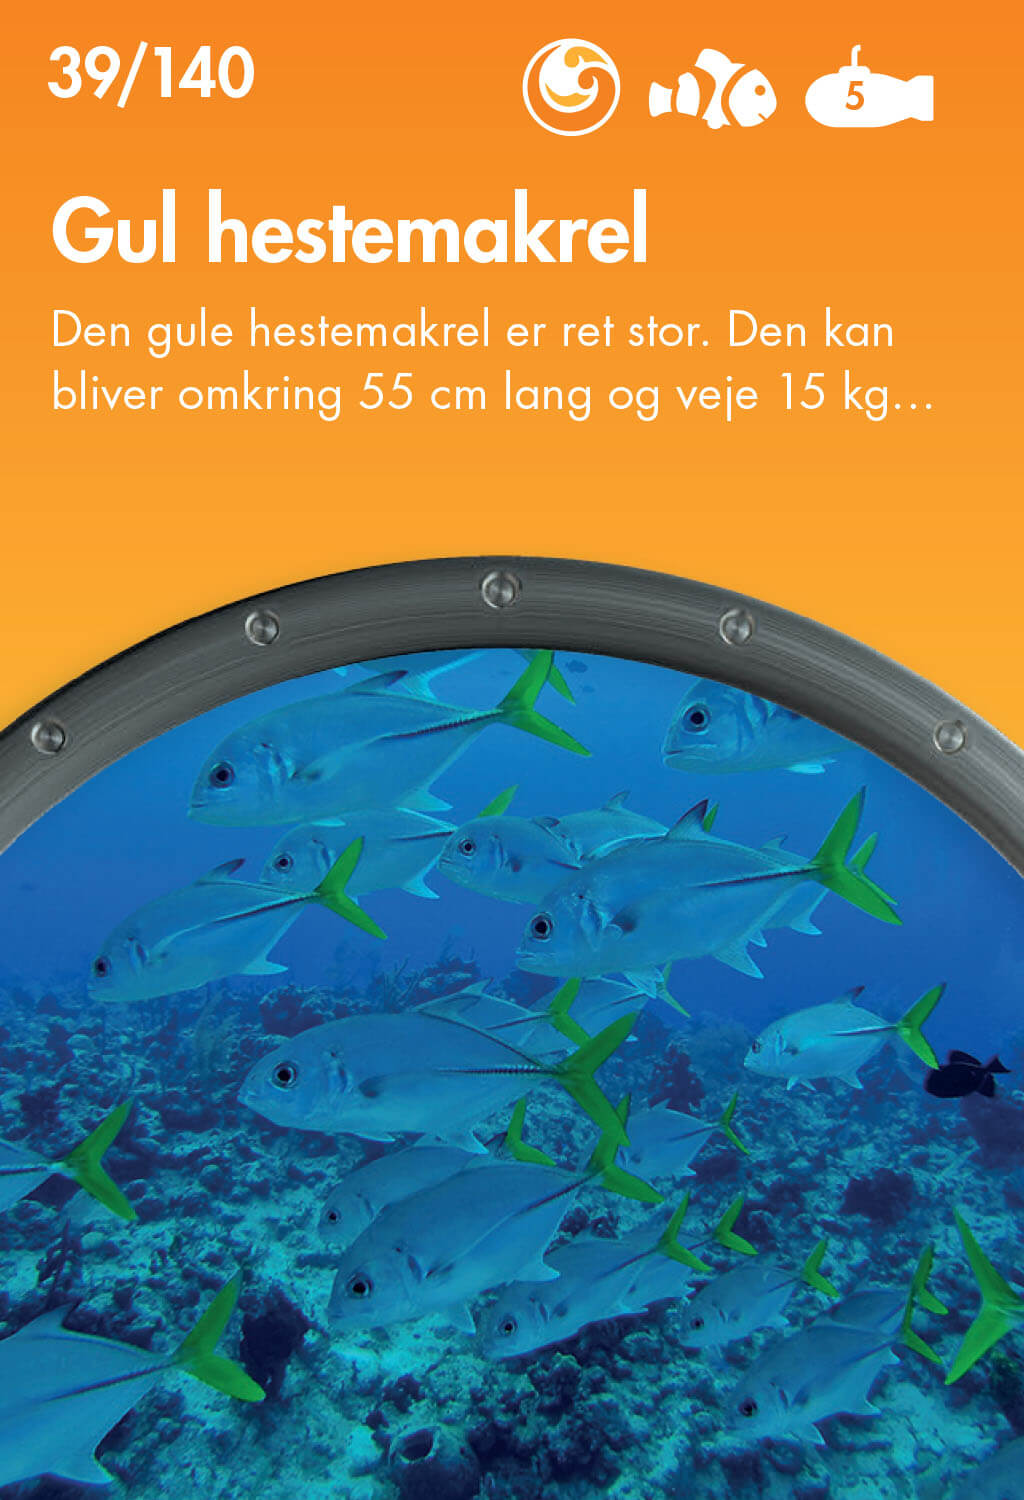 39/140
5
Gul hestemakrel
Den gule hestemakrel er ret stor. Den kan
bliver omkring 55 cm lang og veje 15 kg...